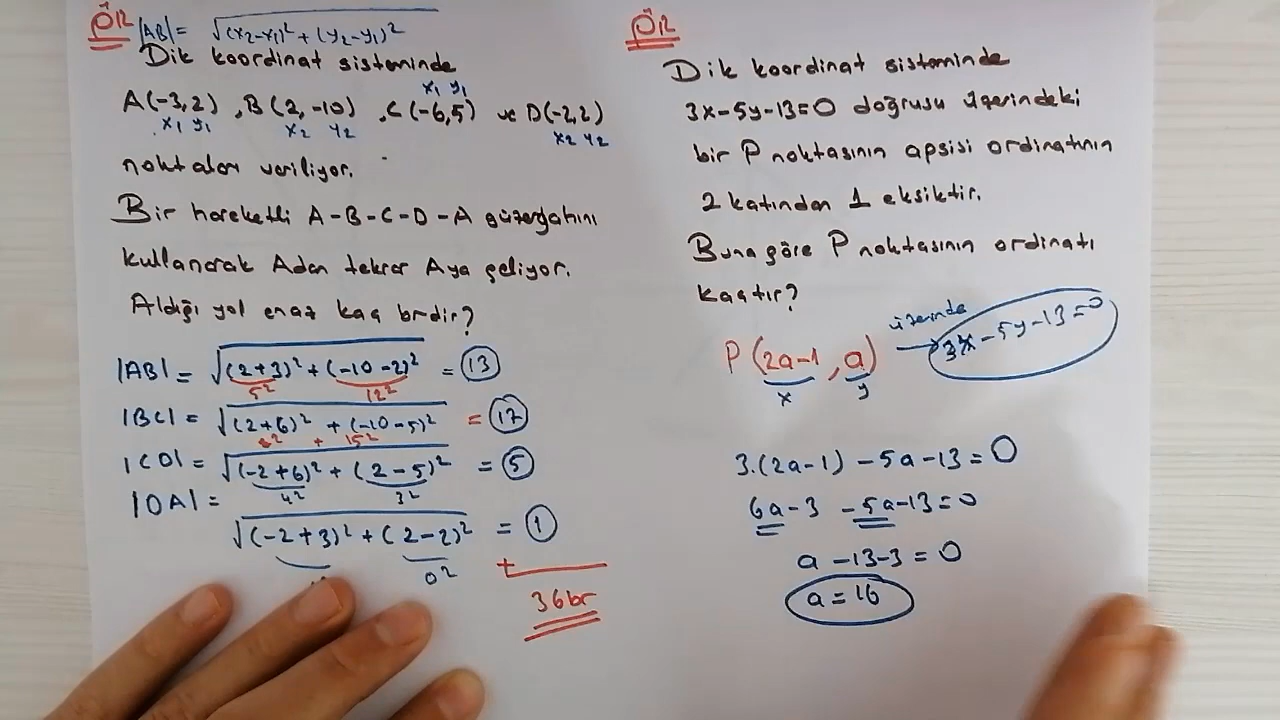 ÖR |AB| = √(x₂-x₁)² + (y₂-y₁)²
Dik koordinat sisteminde
x₁ y₁
A(-3,2) , B(2,-10) , C(-6,5) ve D(-2,2)
x₁ y₁ x₂ y₂ x₂ y₂
noktaları veriliyor.
Bir hareketli A-B-C-D-A güzergahını
kullanarak Adan tekrar Aya geliyor.
Aldığı yol enaz kaç brdir?
|AB| = √(2+3)² + (-10-2)² = 13
5² 12²
|BC| = √(2+6)² + (-10-5)² = 17
8² + 15²
|CD| = √(-2+6)² + (2-5)² = 5
4² 3²
|DA| =
√(-2+3)² + (2-2)² = 1
0²
+
36br
ÖR
Dik koordinat sisteminde
3x-5y-13=0 doğrusu üzerindeki
bir P noktasının apsisi ordinatının
2 katından 1 eksiktir.
Buna göre P noktasının ordinatı
kaçtır?
P(2a-1, a) üzerinde → 3x-5y-13=0
x y
3.(2a-1) -5a-13=0
6a-3 -5a-13=0
a-13-3=0
a=16